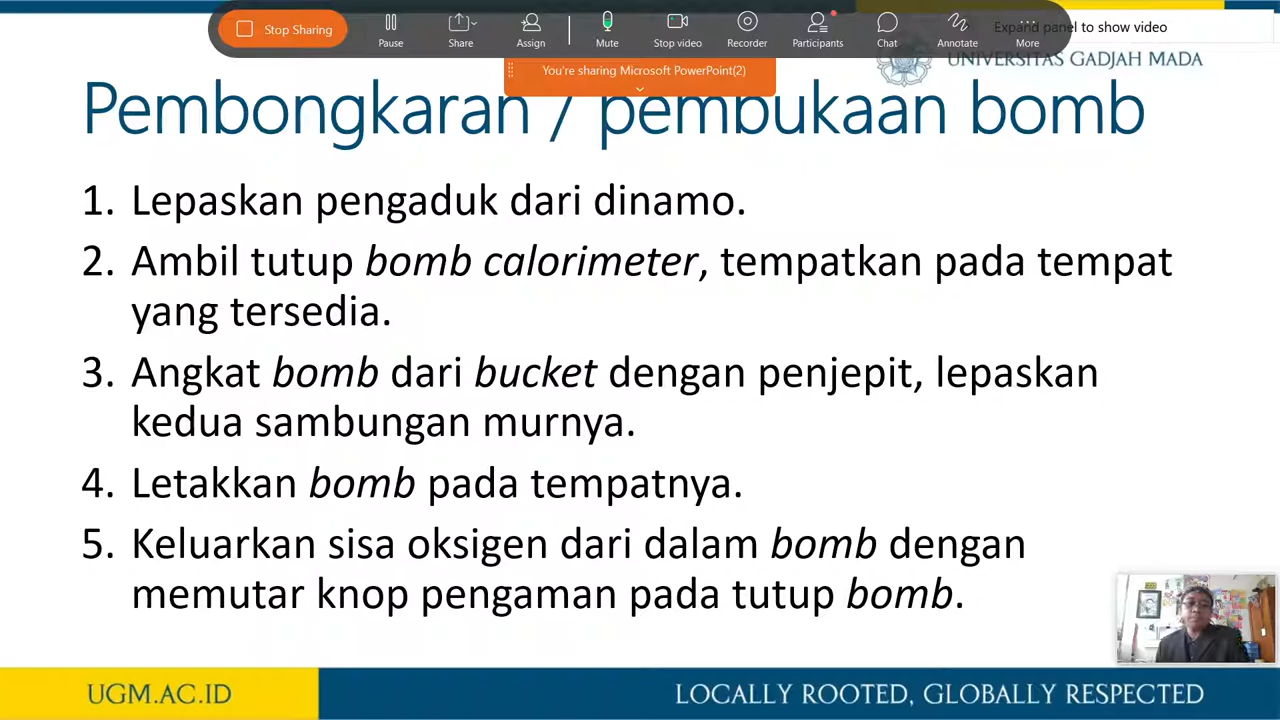 Stop Sharing
Pause
Share
Assign
Mute
Stop video
Recorder
Participants
Chat
Annotate
More
Expand panel to show video
You're sharing Microsoft PowerPoint(2)
UNIVERSITAS GADJAH MADA
Pembongkaran / pembukaan bomb
1. Lepaskan pengaduk dari dinamo.
2. Ambil tutup bomb calorimeter, tempatkan pada tempat
yang tersedia.
3. Angkat bomb dari bucket dengan penjepit, lepaskan
kedua sambungan murnya.
4. Letakkan bomb pada tempatnya.
5. Keluarkan sisa oksigen dari dalam bomb dengan
memutar knop pengaman pada tutup bomb.
UGM.AC.ID
LOCALLY ROOTED, GLOBALLY RESPECTED